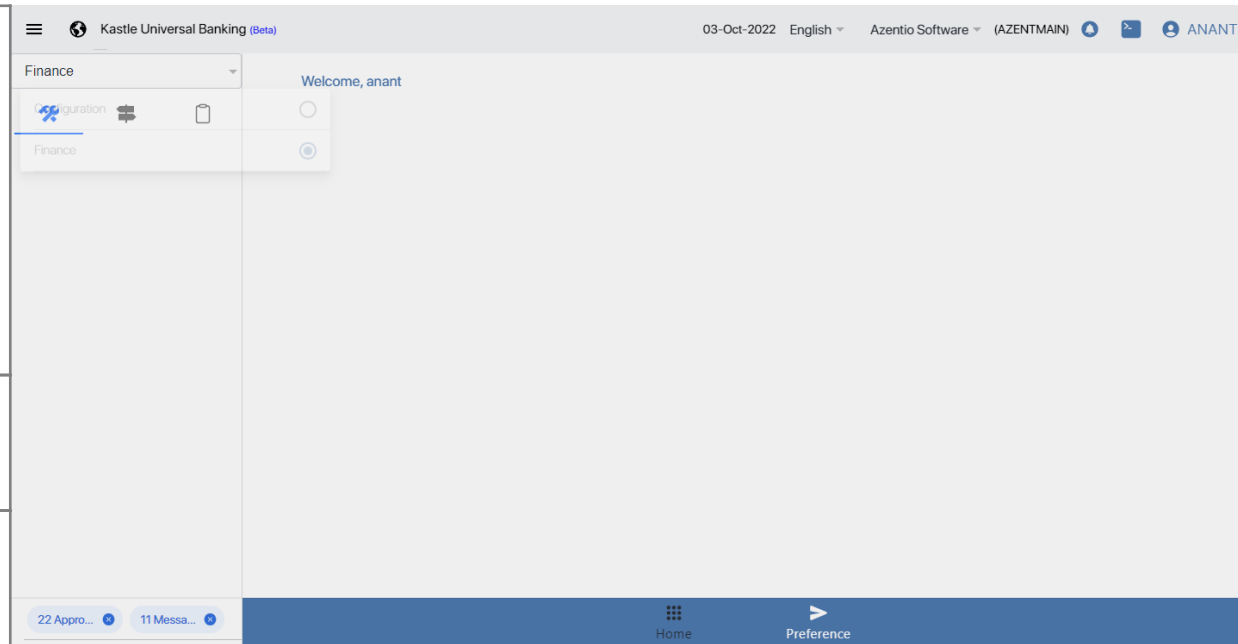 Kastle Universal Banking (Beta) 03-Oct-2022 English Azentio Software (AZENTMAIN) ANANT
Finance
Welcome, anant
Configuration
Finance
22 Appro... 11 Messa...
Home Preference